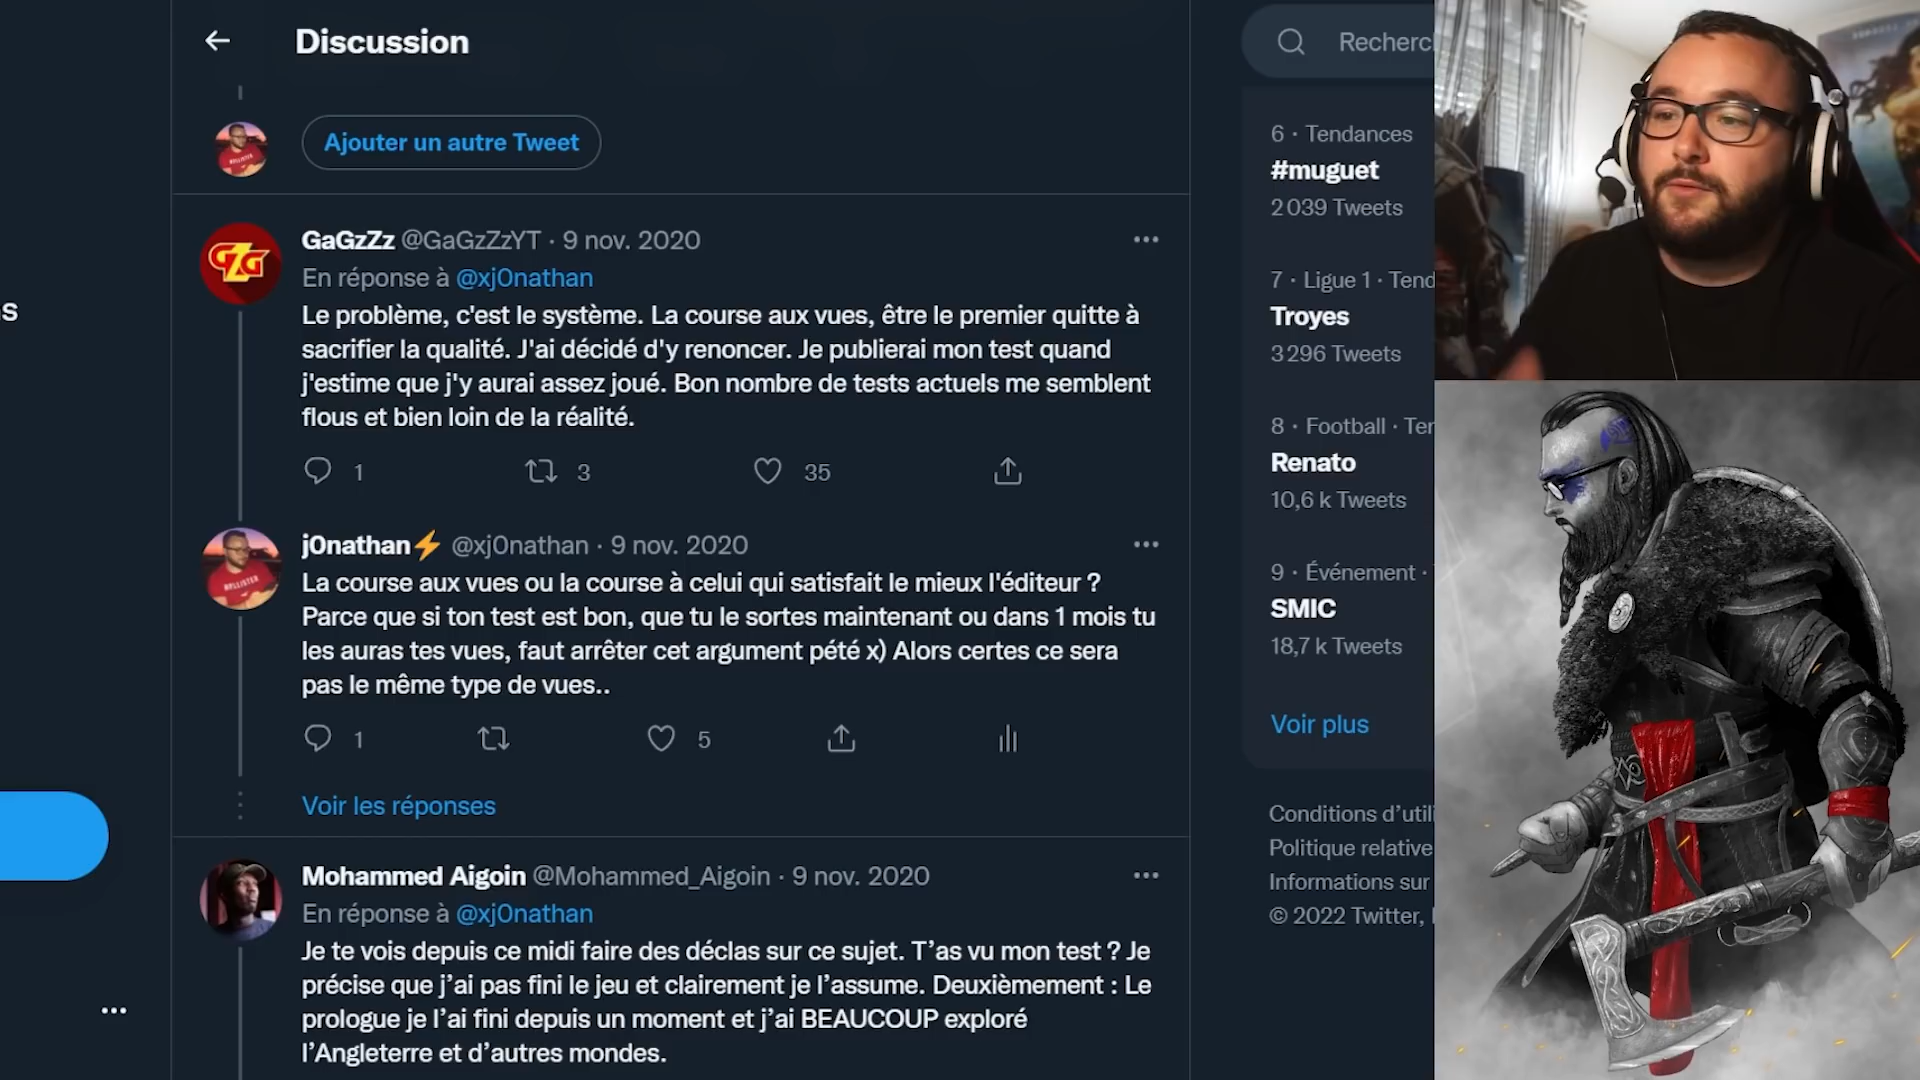 Discussion
Ajouter un autre Tweet
GaGzZz @GaGzZzYT · 9 nov. 2020
En réponse à @xj0nathan
Le problème, c'est le système. La course aux vues, être le premier quitte à
sacrifier la qualité. J'ai décidé d'y renoncer. Je publierai mon test quand
j'estime que j'y aurai assez joué. Bon nombre de tests actuels me semblent
flous et bien loin de la réalité.
1 3 35
j0nathan⚡ @xj0nathan · 9 nov. 2020
La course aux vues ou la course à celui qui satisfait le mieux l'éditeur ?
Parce que si ton test est bon, que tu le sortes maintenant ou dans 1 mois tu
les auras tes vues, faut arrêter cet argument pété x) Alors certes ce sera
pas le même type de vues..
1 5
Voir les réponses
Mohammed Aigoin @Mohammed_Aigoin · 9 nov. 2020
En réponse à @xj0nathan
Je te vois depuis ce midi faire des déclas sur ce sujet. T’as vu mon test ? Je
précise que j’ai pas fini le jeu et clairement je l’assume. Deuxièmement : Le
prologue je l’ai fini depuis un moment et j’ai BEAUCOUP exploré
l’Angleterre et d’autres mondes.
s
GZG
Recherc
6 · Tendances
#muguet
2 039 Tweets
7 · Ligue 1 · Tend
Troyes
3 296 Tweets
8 · Football · Ter
Renato
10,6 k Tweets
9 · Événement ·
SMIC
18,7 k Tweets
Voir plus
Conditions d’utili
Politique relative
Informations sur
© 2022 Twitter,